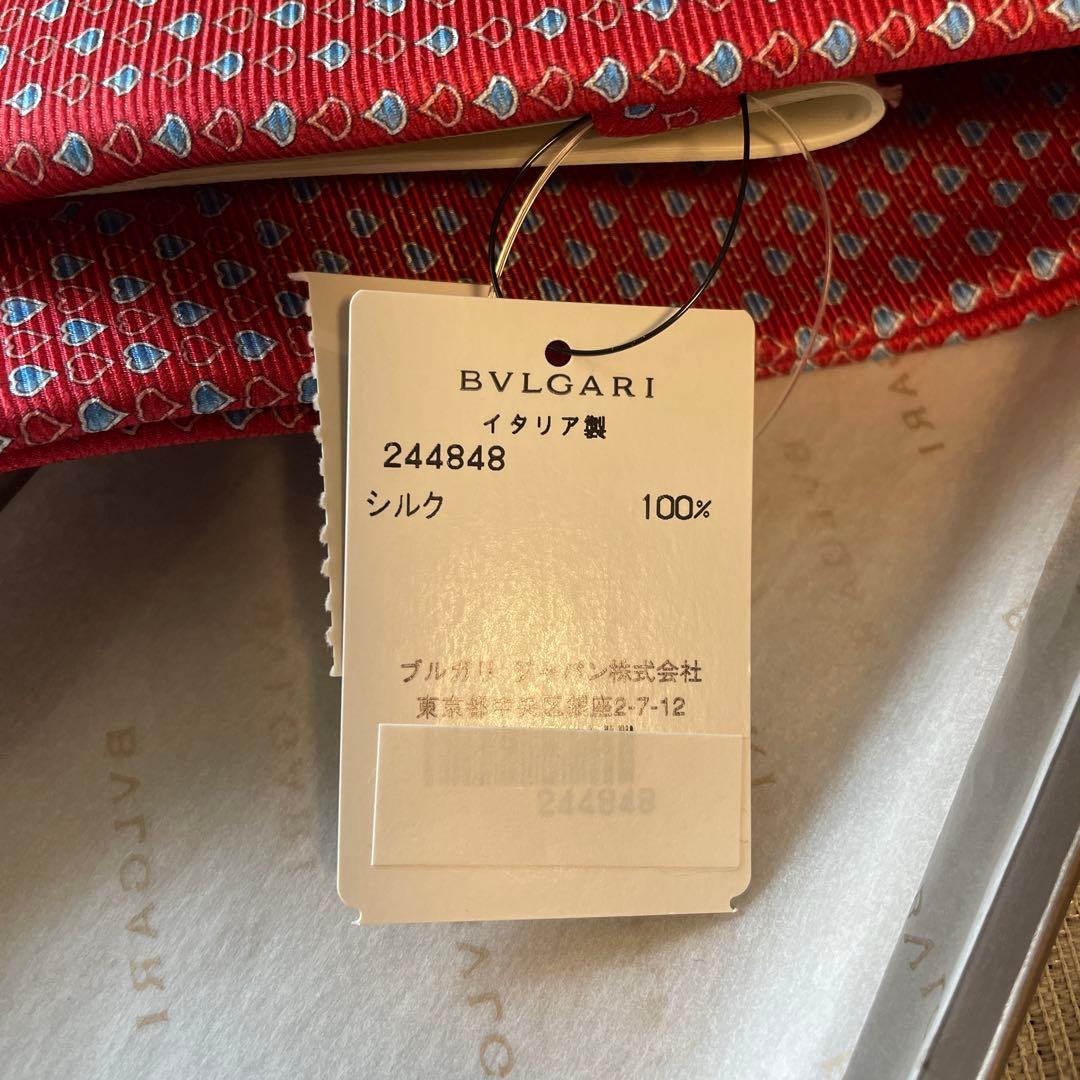 BVLGARI
イタリア製
244848
シルク 100%
ブルガリ ジャパン株式会社
東京都中央区銀座2-7-12
244848
BVLGARI